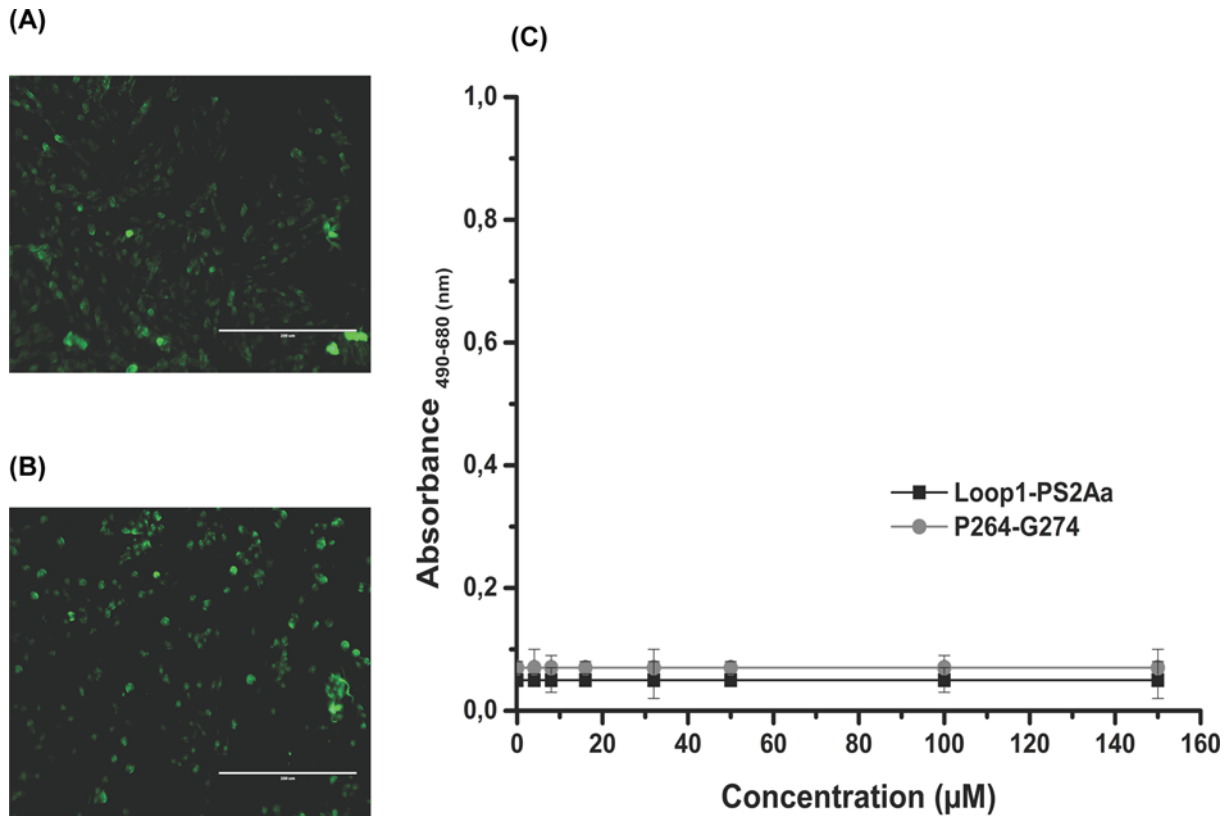 (A)
(B)
(C)
1,0
0,8
0,6
0,4
0,2
0,0
Absorbance 490-680 (nm)
Loop1-PS2Aa
P264-G274
0 20 40 60 80 100 120 140 160
Concentration (µM)